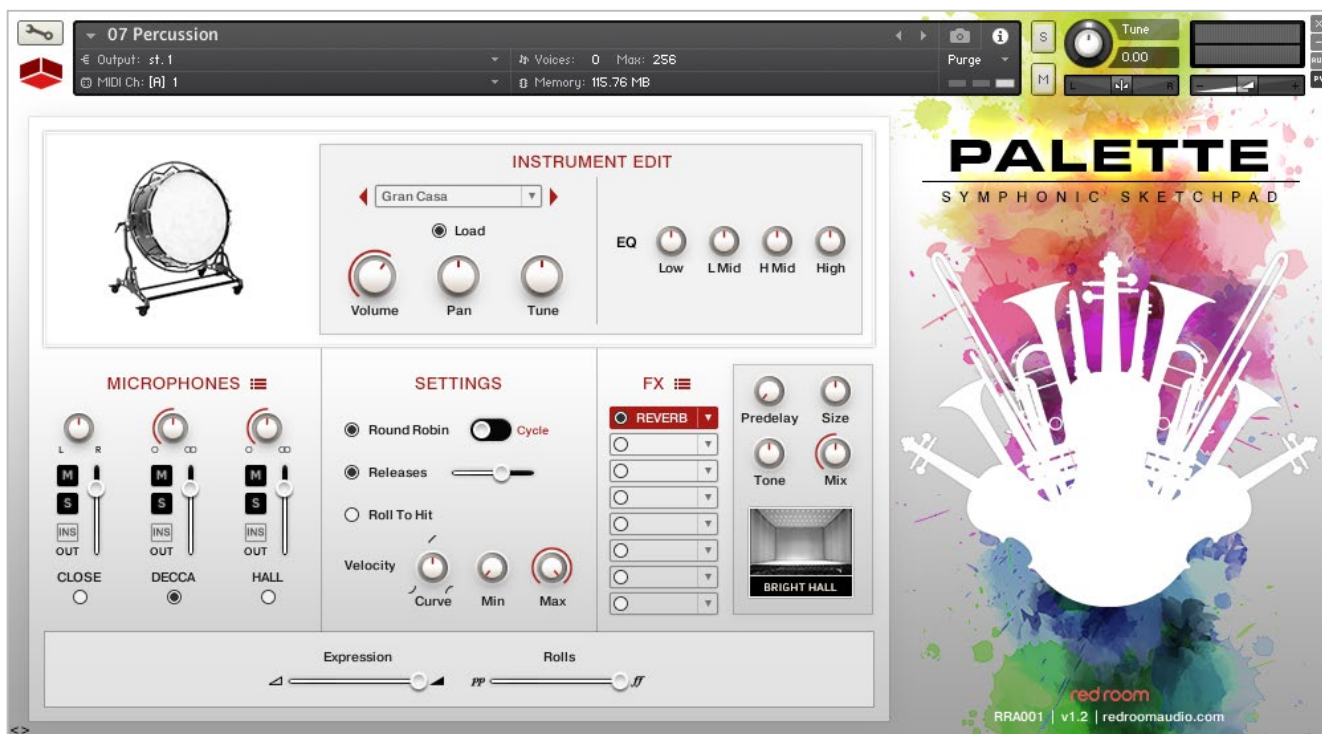 07 Percussion
Output: st.1
Voices: 0 Max: 256
Purge
MIDI Ch: [A] 1
Memory: 115.76 MB
S
M
Tune
0.00
L R
- +
X
-
AUX
PV
INSTRUMENT EDIT
Gran Casa
Load
Volume Pan Tune
EQ
Low L Mid H Mid High
MICROPHONES
L R
M M M
S S S
INS INS INS
OUT OUT OUT
CLOSE DECCA HALL
SETTINGS
Round Robin Cycle
Releases
Roll To Hit
Velocity
Curve Min Max
FX
REVERB
Predelay Size
Tone Mix
BRIGHT HALL
Expression Rolls
pp ff
PALETTE
SYMPHONIC SKETCHPAD
red room
RRA001 | v1.2 | redroomaudio.com
<>